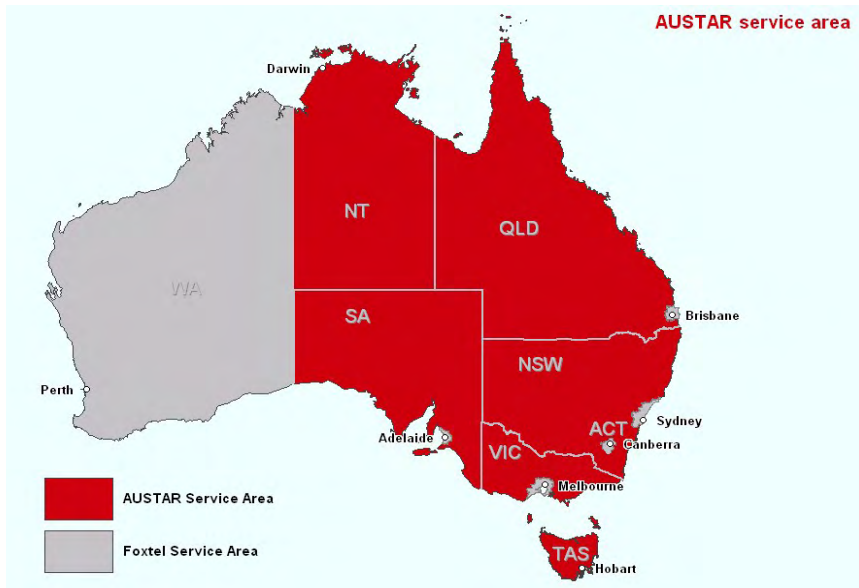 AUSTAR service area
Darwin
NT
QLD
WA
SA
Brisbane
NSW
Perth
Sydney
ACT
Adelaide
Canberra
VIC
Melbourne
AUSTAR Service Area
Foxtel Service Area
TAS
Hobart